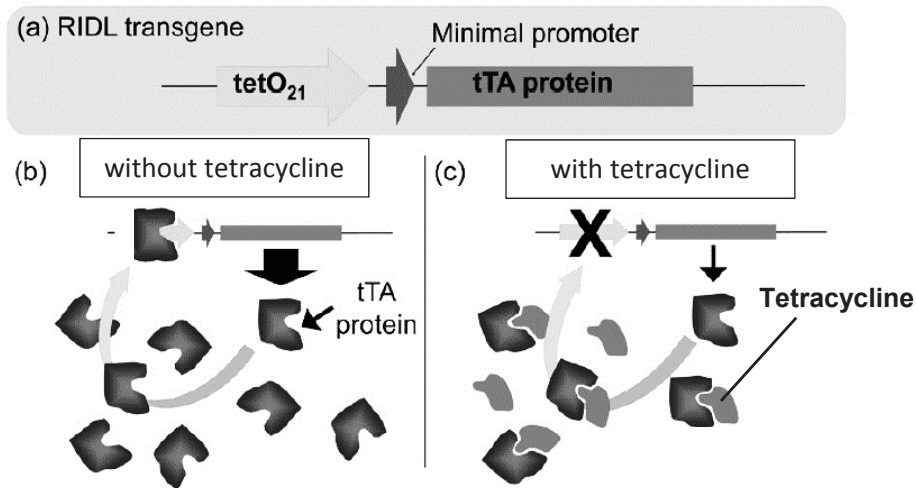 (a) RIDL transgene
Minimal promoter
tetO21
tTA protein
(b)
without tetracycline
tTA
protein
(c)
with tetracycline
X
Tetracycline